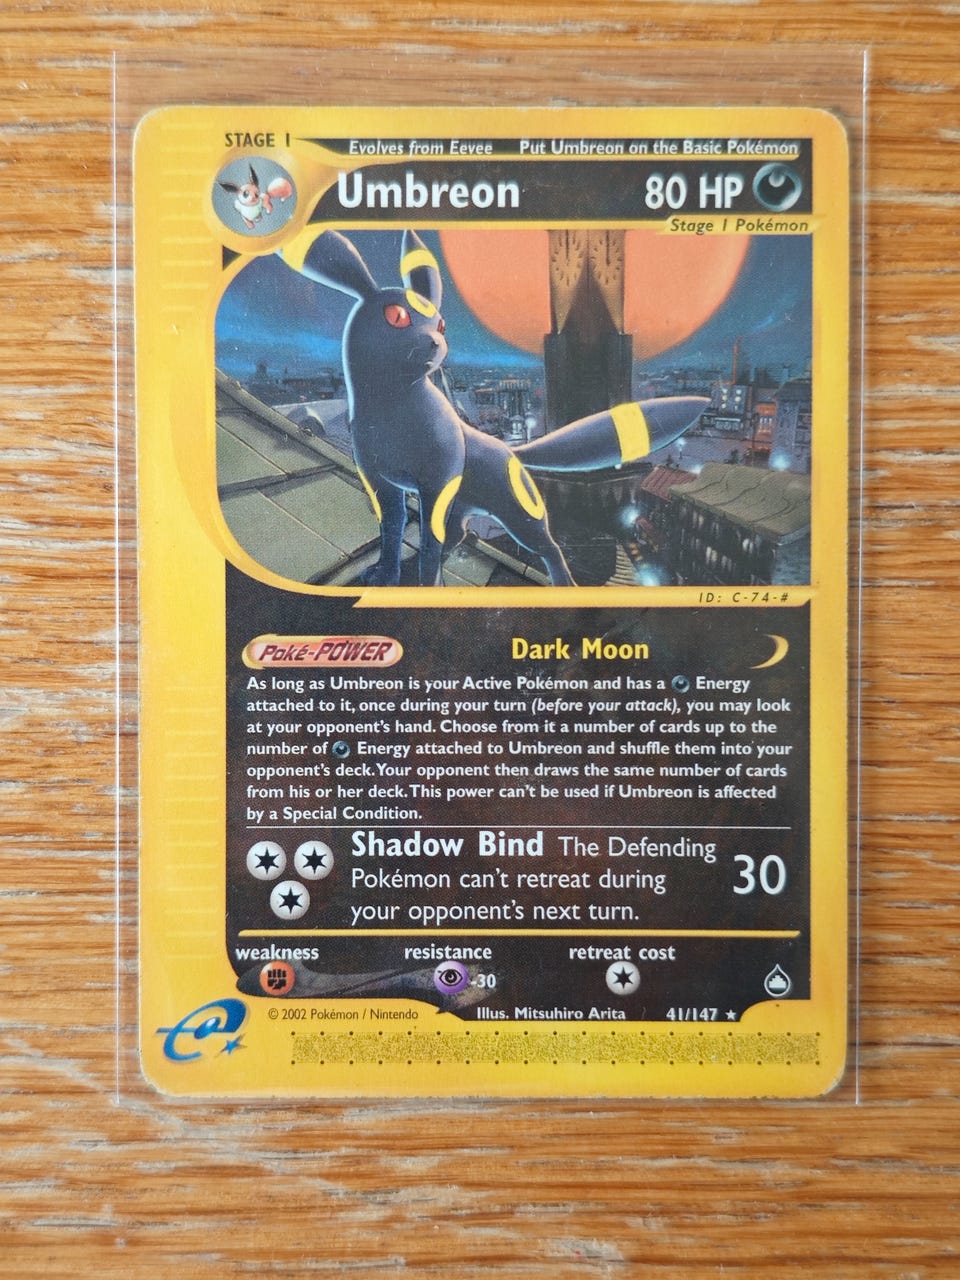 STAGE 1
Evolves from Eevee Put Umbreon on the Basic Pokémon
Umbreon 80 HP
Stage 1 Pokémon
ID: C-74-#
Poké-POWER Dark Moon
As long as Umbreon is your Active Pokémon and has a Energy
attached to it, once during your turn (before your attack), you may look
at your opponent's hand. Choose from it a number of cards up to the
number of Energy attached to Umbreon and shuffle them into your
opponent's deck. Your opponent then draws the same number of cards
from his or her deck. This power can't be used if Umbreon is affected
by a Special Condition.
Shadow Bind The Defending
Pokémon can't retreat during 30
your opponent's next turn.
weakness resistance retreat cost
-30
© 2002 Pokémon / Nintendo Illus. Mitsuhiro Arita 41/147 ★
e